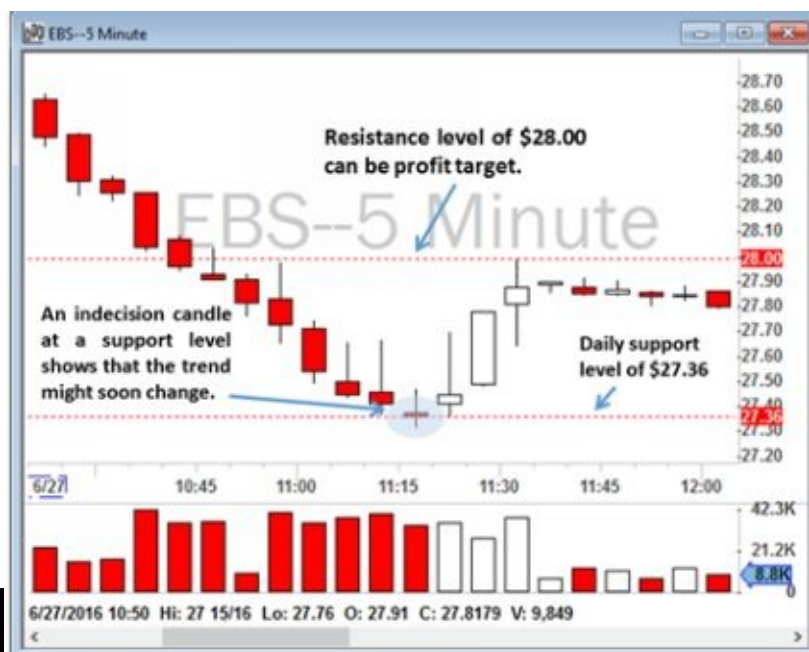 EBS--5 Minute
28.70
28.60
28.50
28.40
28.30
28.20
28.10
28.00
27.90
27.80
27.70
27.60
27.50
27.40
27.36
27.30
27.20
EBS--5 Minute
Resistance level of $28.00
can be profit target.
An indecision candle
at a support level
shows that the trend
might soon change.
Daily support
level of $27.36
6/27 10:45 11:00 11:15 11:30 11:45 12:00
42.3K
21.2K
8.8K
0
6/27/2016 10:50 Hi: 27 15/16 Lo: 27.76 O: 27.91 C: 27.8179 V: 9,849